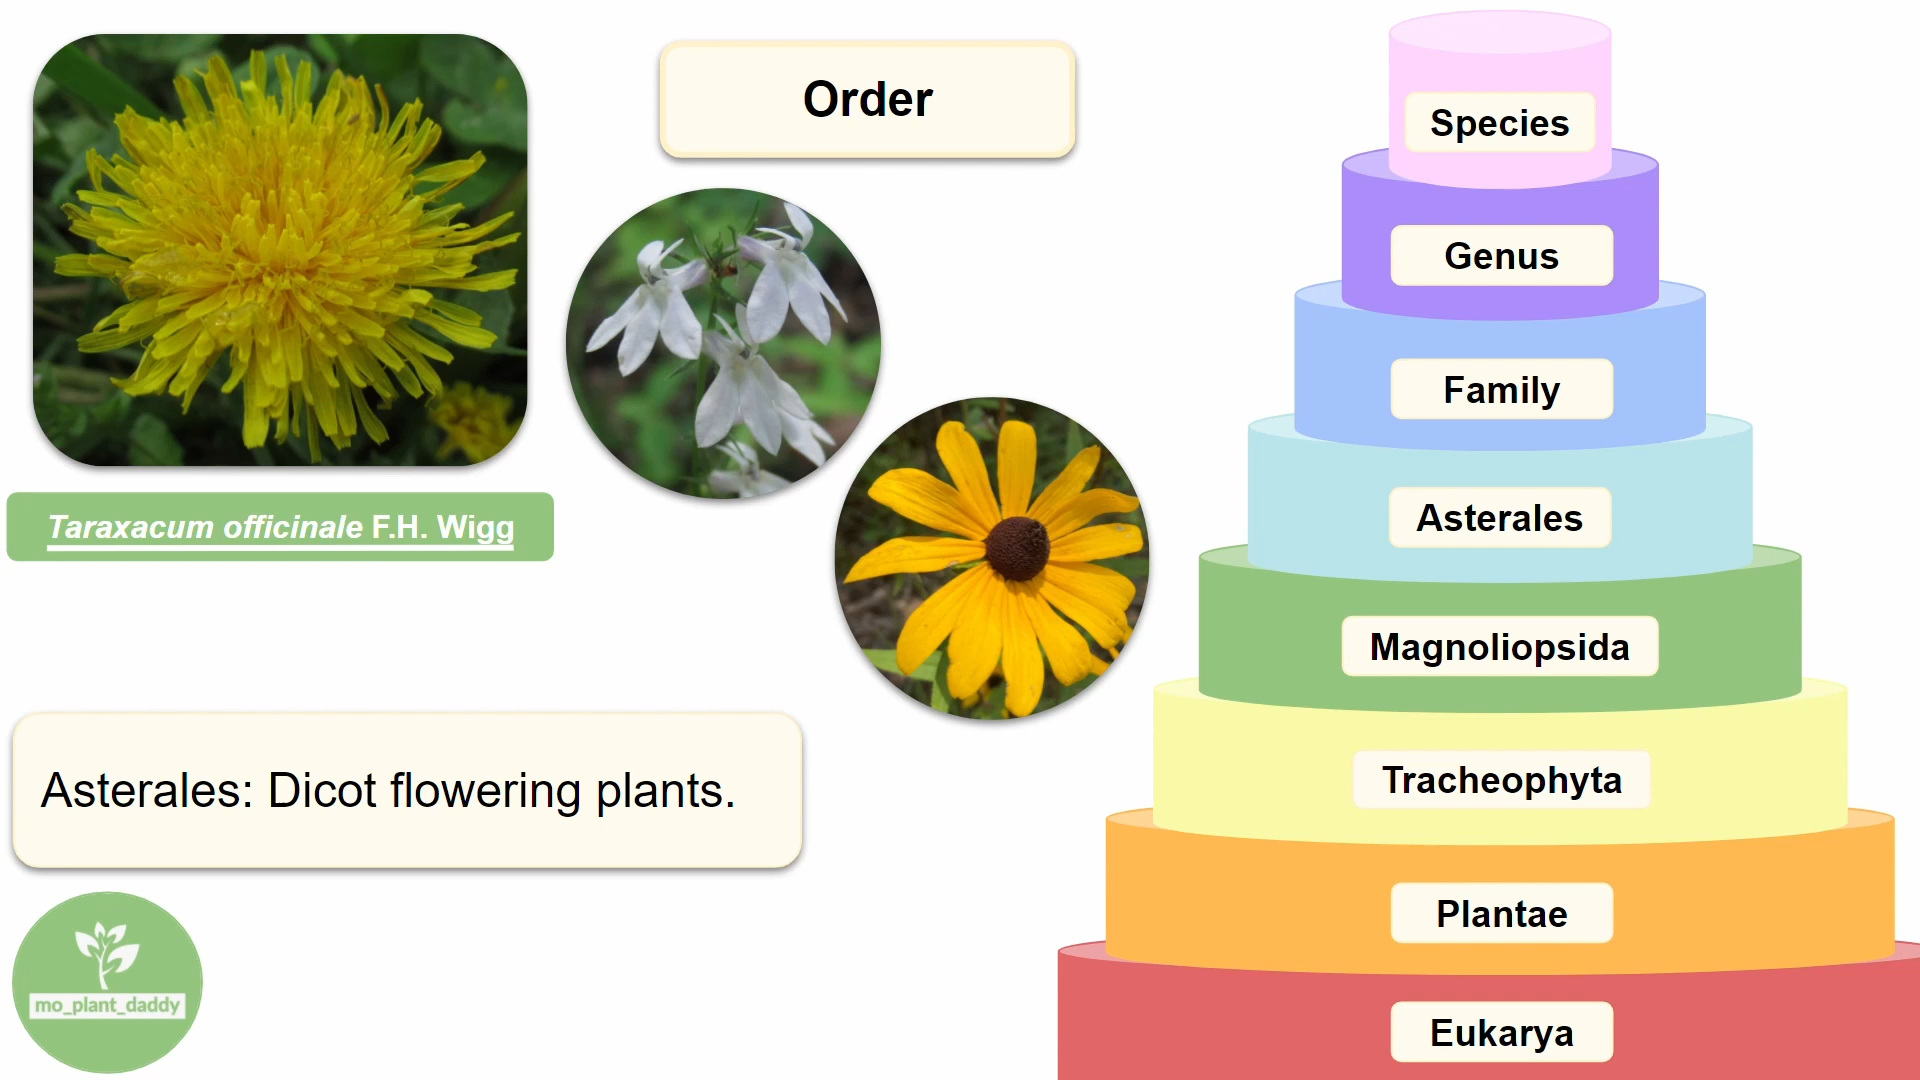 Order
Taraxacum officinale F.H. Wigg
Asterales: Dicot flowering plants.
mo_plant_daddy
Species
Genus
Family
Asterales
Magnoliopsida
Tracheophyta
Plantae
Eukarya